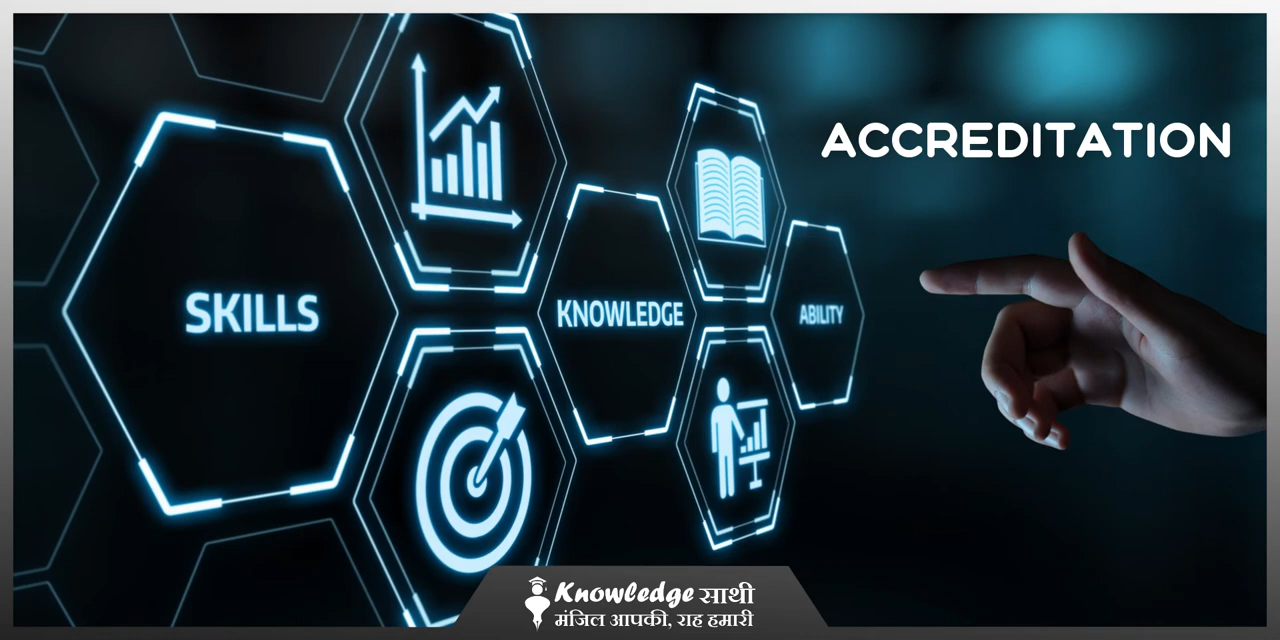 ACCREDITATION
SKILLS
KNOWLEDGE
ABILITY
Knowledge साथी
मंजिल आपकी, राह हमारी